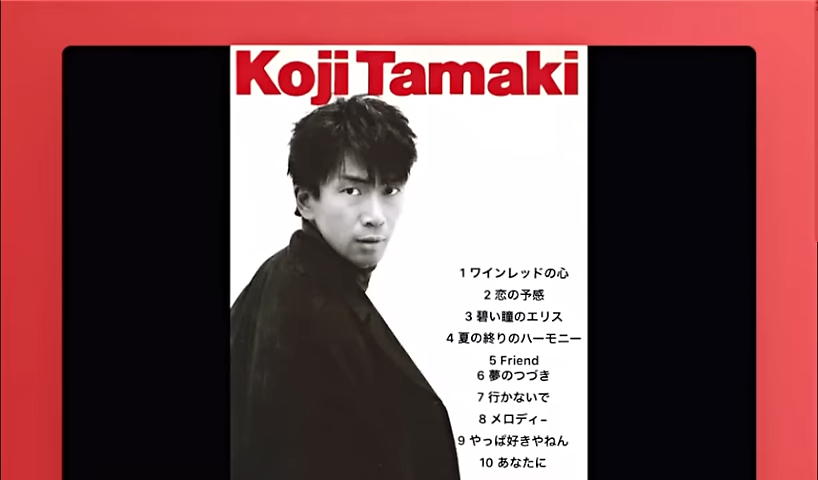 Koji Tamaki
1 ワインレッドの心
2 恋の予感
3 碧い瞳のエリス
4 夏の終りのハーモニー
5 Friend
6 夢のつづき
7 行かないで
8 メロディ−
9 やっぱ好きやねん
10 あなたに